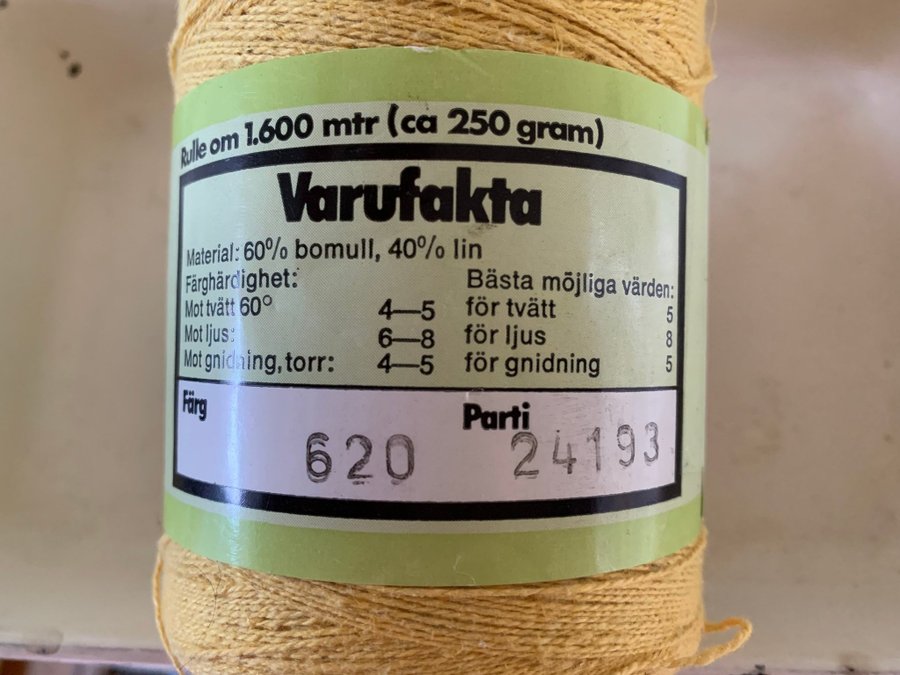 Rulle om 1.600 mtr (ca 250 gram)
Varufakta
Material: 60% bomull, 40% lin
Färghärdighet: Bästa möjliga värden:
Mot tvätt 60° 4—5 för tvätt 5
Mot ljus: 6—8 för ljus 8
Mot gnidning, torr: 4—5 för gnidning 5
Färg Parti
620 24193